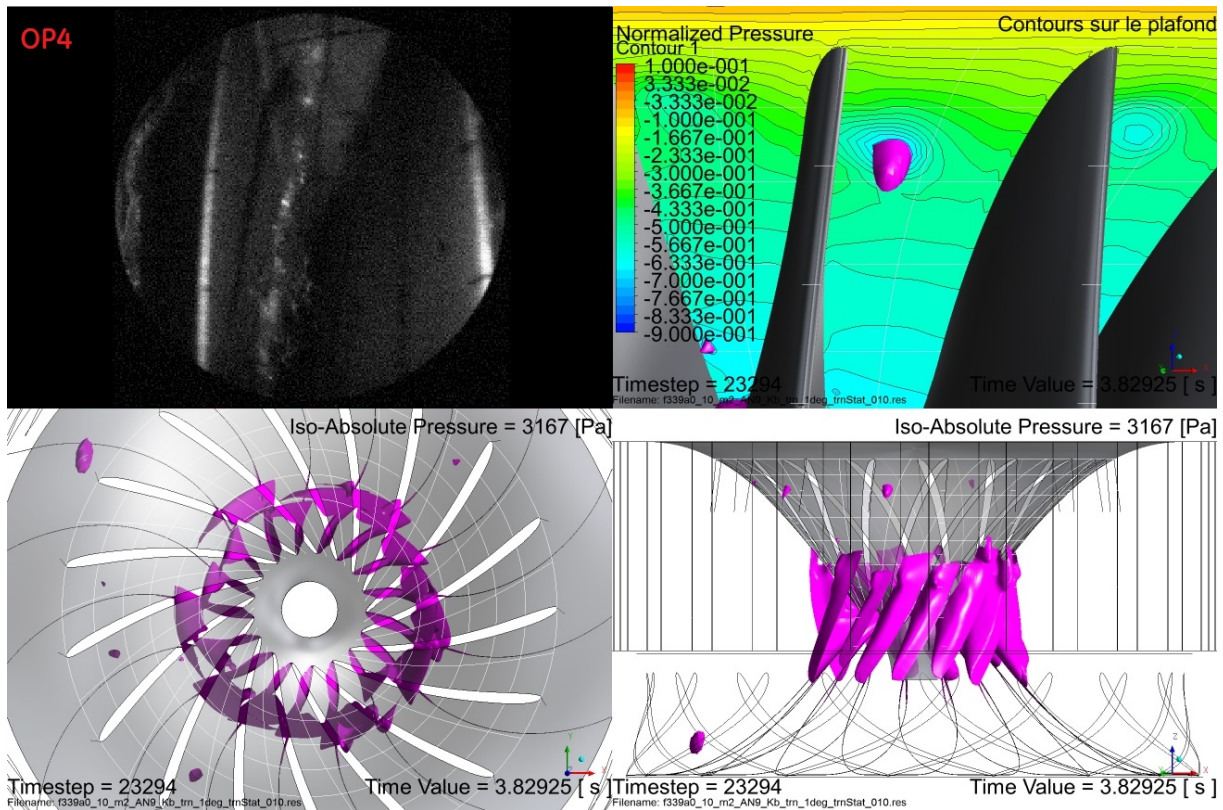 OP4
Normalized Pressure
Contour 1
Contours sur le plafond
1.000e-001
3.333e-002
-3.333e-002
-1.000e-001
-1.667e-001
-2.333e-001
-3.000e-001
-3.667e-001
-4.333e-001
-5.000e-001
-5.667e-001
-6.333e-001
-7.000e-001
-7.667e-001
-8.333e-001
-9.000e-001
Timestep = 23294
Time Value = 3.82925 [ s ]
Filename: f339a0_10_m2_AN9_Kb_trn_1deg_trnStat_010.res
Iso-Absolute Pressure = 3167 [Pa]
Timestep = 23294
Time Value = 3.82925 [ s ]
Filename: f339a0_10_m2_AN9_Kb_trn_1deg_trnStat_010.res
Iso-Absolute Pressure = 3167 [Pa]
Timestep = 23294
Time Value = 3.82925 [ s ]
Filename: f339a0_10_m2_AN9_Kb_trn_1deg_trnStat_010.res